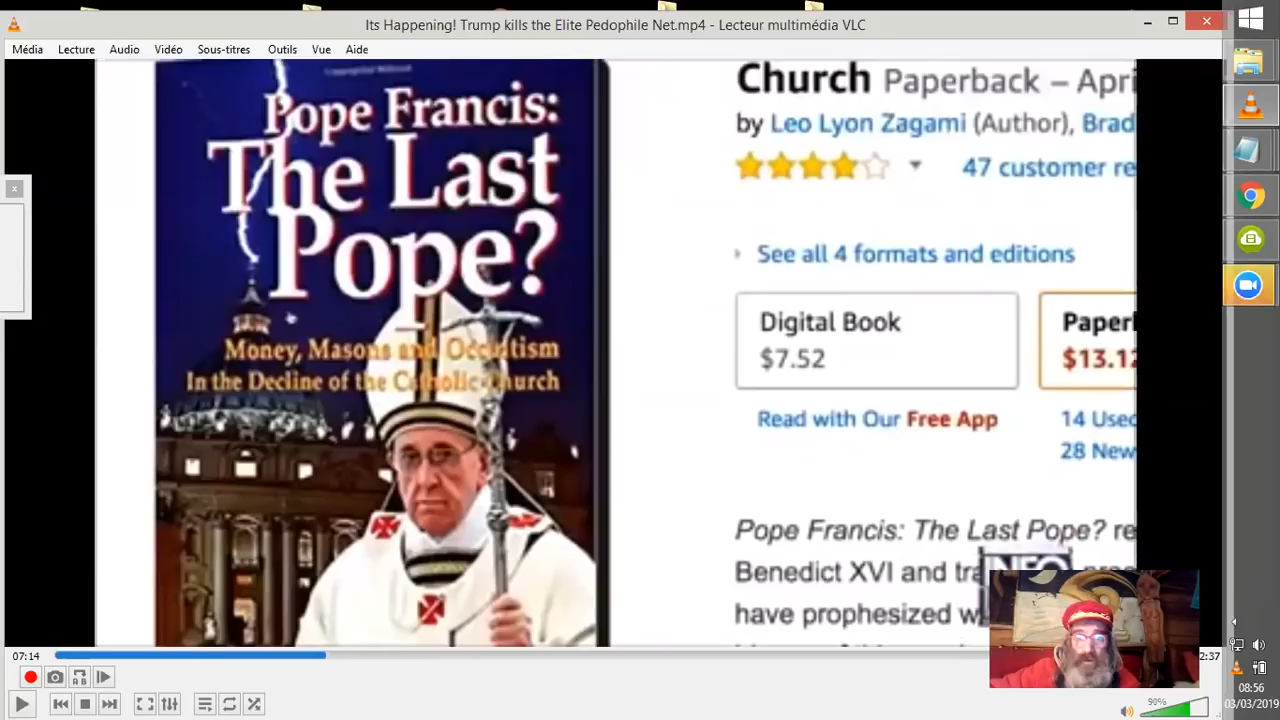 Its Happening! Trump kills the Elite Pedophile Net.mp4 - Lecteur multimédia VLC
Média Lecture Audio Vidéo Sous-titres Outils Vue Aide
Pope Francis:
The Last
Pope?
Money, Masons and Occultism
In the Decline of the Catholic Church
Church Paperback – Apri
by Leo Lyon Zagami (Author), Brad
47 customer re
See all 4 formats and editions
Digital Book
$7.52
Paper
$13.12
Read with Our Free App
14 Used
28 New
Pope Francis: The Last Pope? re
Benedict XVI and tra
have prophesized w
INFO
07:14
2:37
90%
08:56
03/03/2019